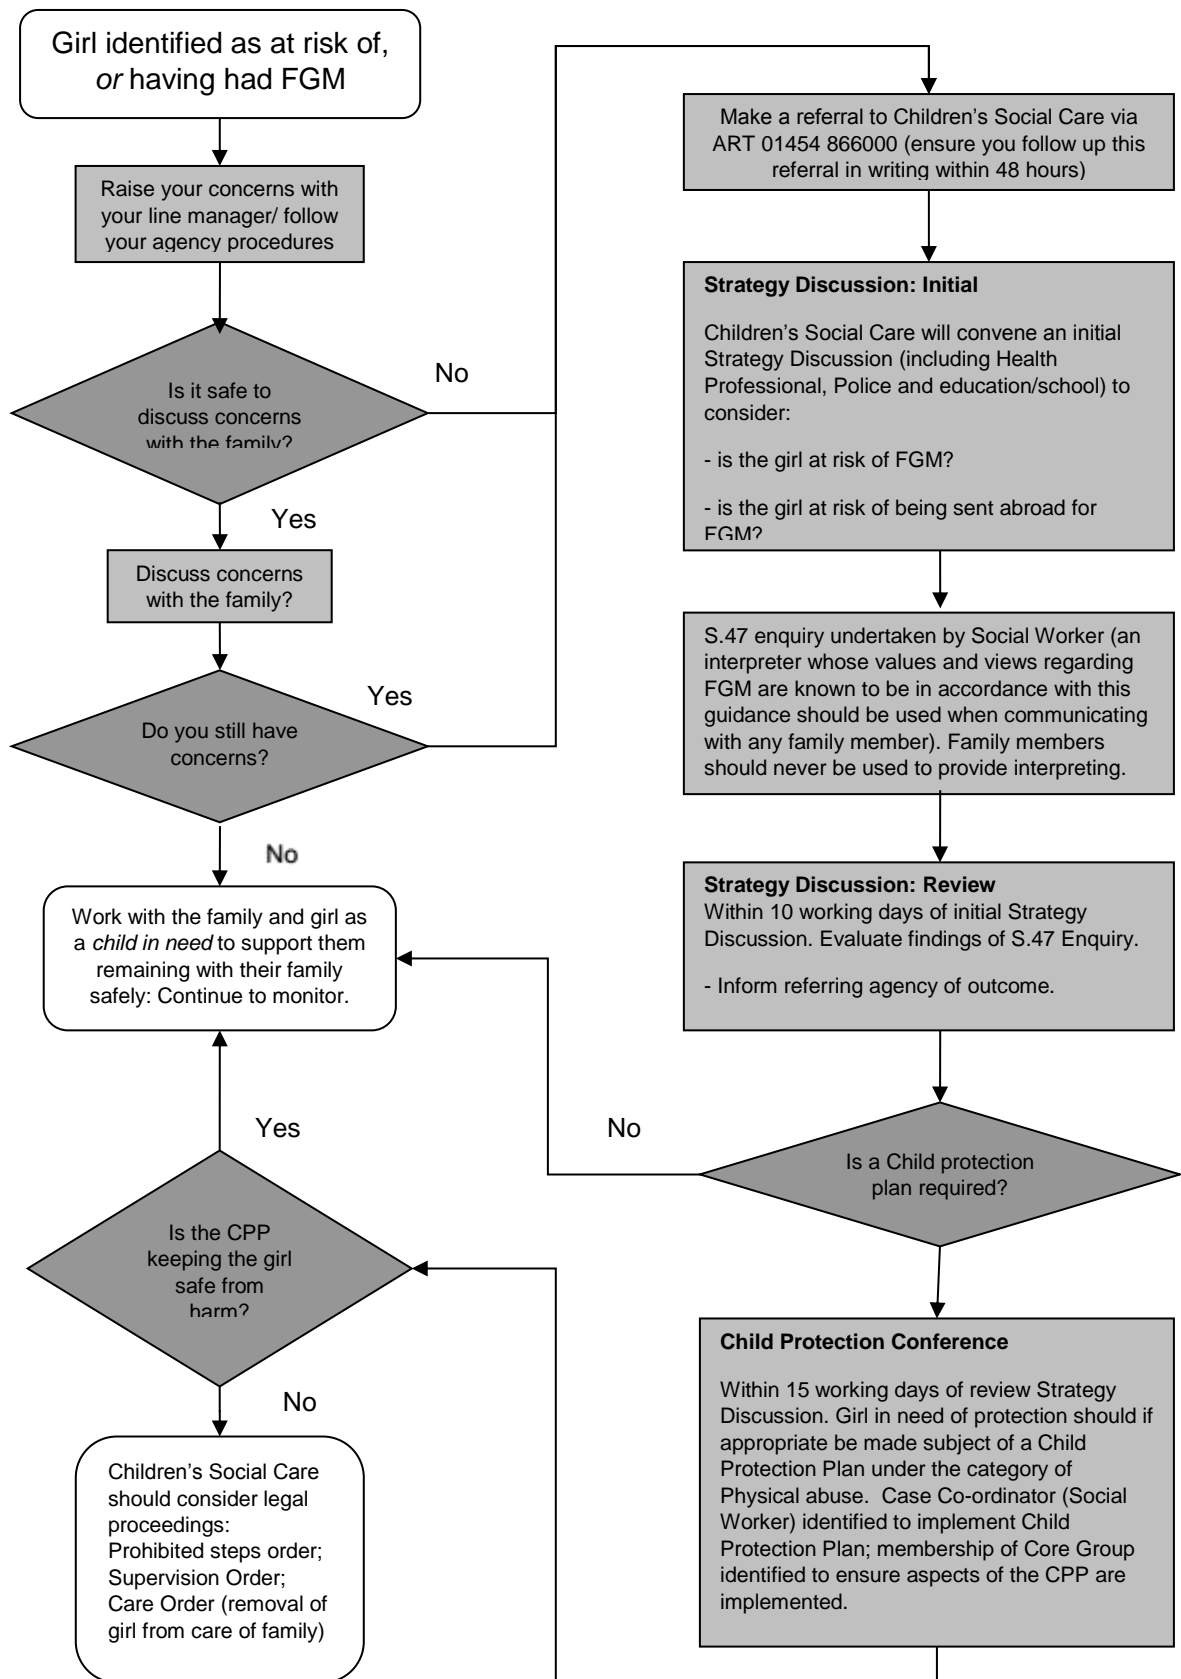 Girl identified as at risk of,
or having had FGM
Raise your concerns with
your line manager/ follow
your agency procedures
Is it safe to
discuss concerns
with the family?
No
Yes
Discuss concerns
with the family?
Do you still have
concerns?
Yes
No
Work with the family and girl as
a child in need to support them
remaining with their family
safely: Continue to monitor.
Yes
Is the CPP
keeping the girl
safe from
harm?
No
Children's Social Care
should consider legal
proceedings:
Prohibited steps order;
Supervision Order;
Care Order (removal of
girl from care of family)
Make a referral to Children's Social Care via
ART 01454 866000 (ensure you follow up this
referral in writing within 48 hours)
Strategy Discussion: Initial
Children's Social Care will convene an initial
Strategy Discussion (including Health
Professional, Police and education/school) to
consider:
- is the girl at risk of FGM?
- is the girl at risk of being sent abroad for
FGM?
S.47 enquiry undertaken by Social Worker (an
interpreter whose values and views regarding
FGM are known to be in accordance with this
guidance should be used when communicating
with any family member). Family members
should never be used to provide interpreting.
Strategy Discussion: Review
Within 10 working days of initial Strategy
Discussion. Evaluate findings of S.47 Enquiry.
- Inform referring agency of outcome.
No
Is a Child protection
plan required?
Child Protection Conference
Within 15 working days of review Strategy
Discussion. Girl in need of protection should if
appropriate be made subject of a Child
Protection Plan under the category of
Physical abuse.  Case Co-ordinator (Social
Worker) identified to implement Child
Protection Plan; membership of Core Group
identified to ensure aspects of the CPP are
implemented.